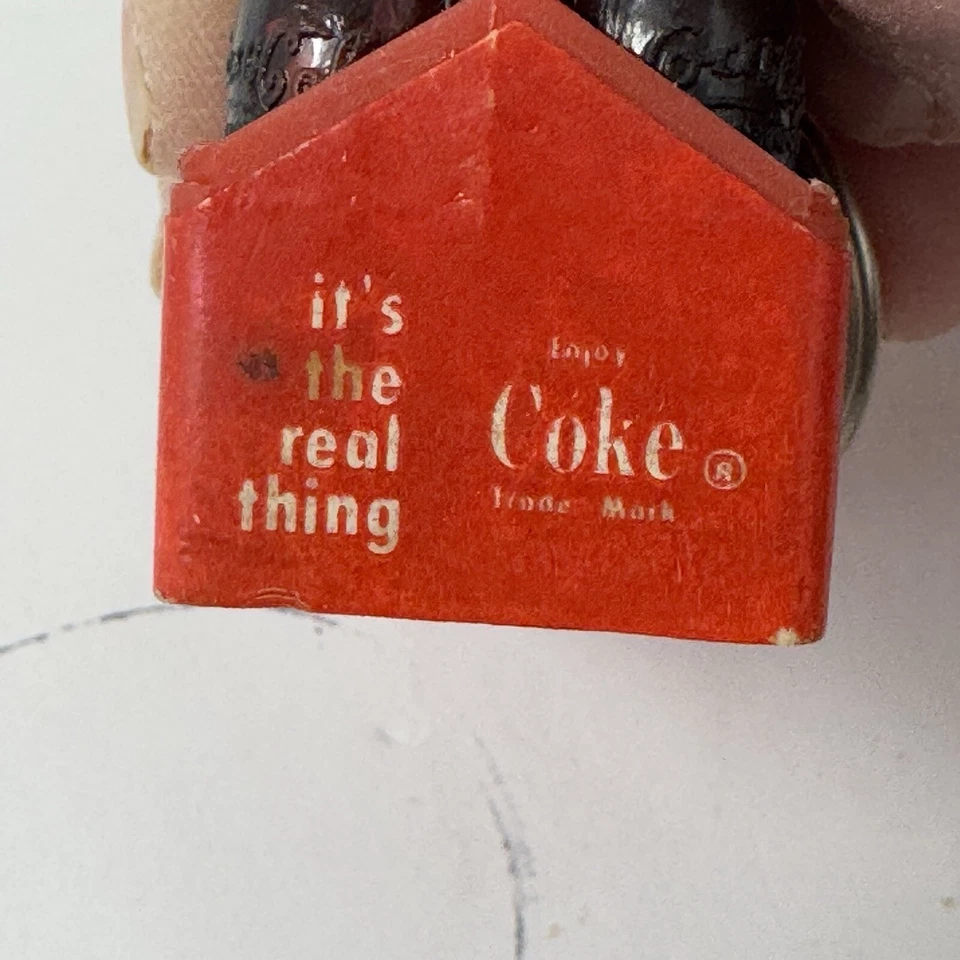 it's
the
real
thing
Enjoy
Coke ®
Trade Mark